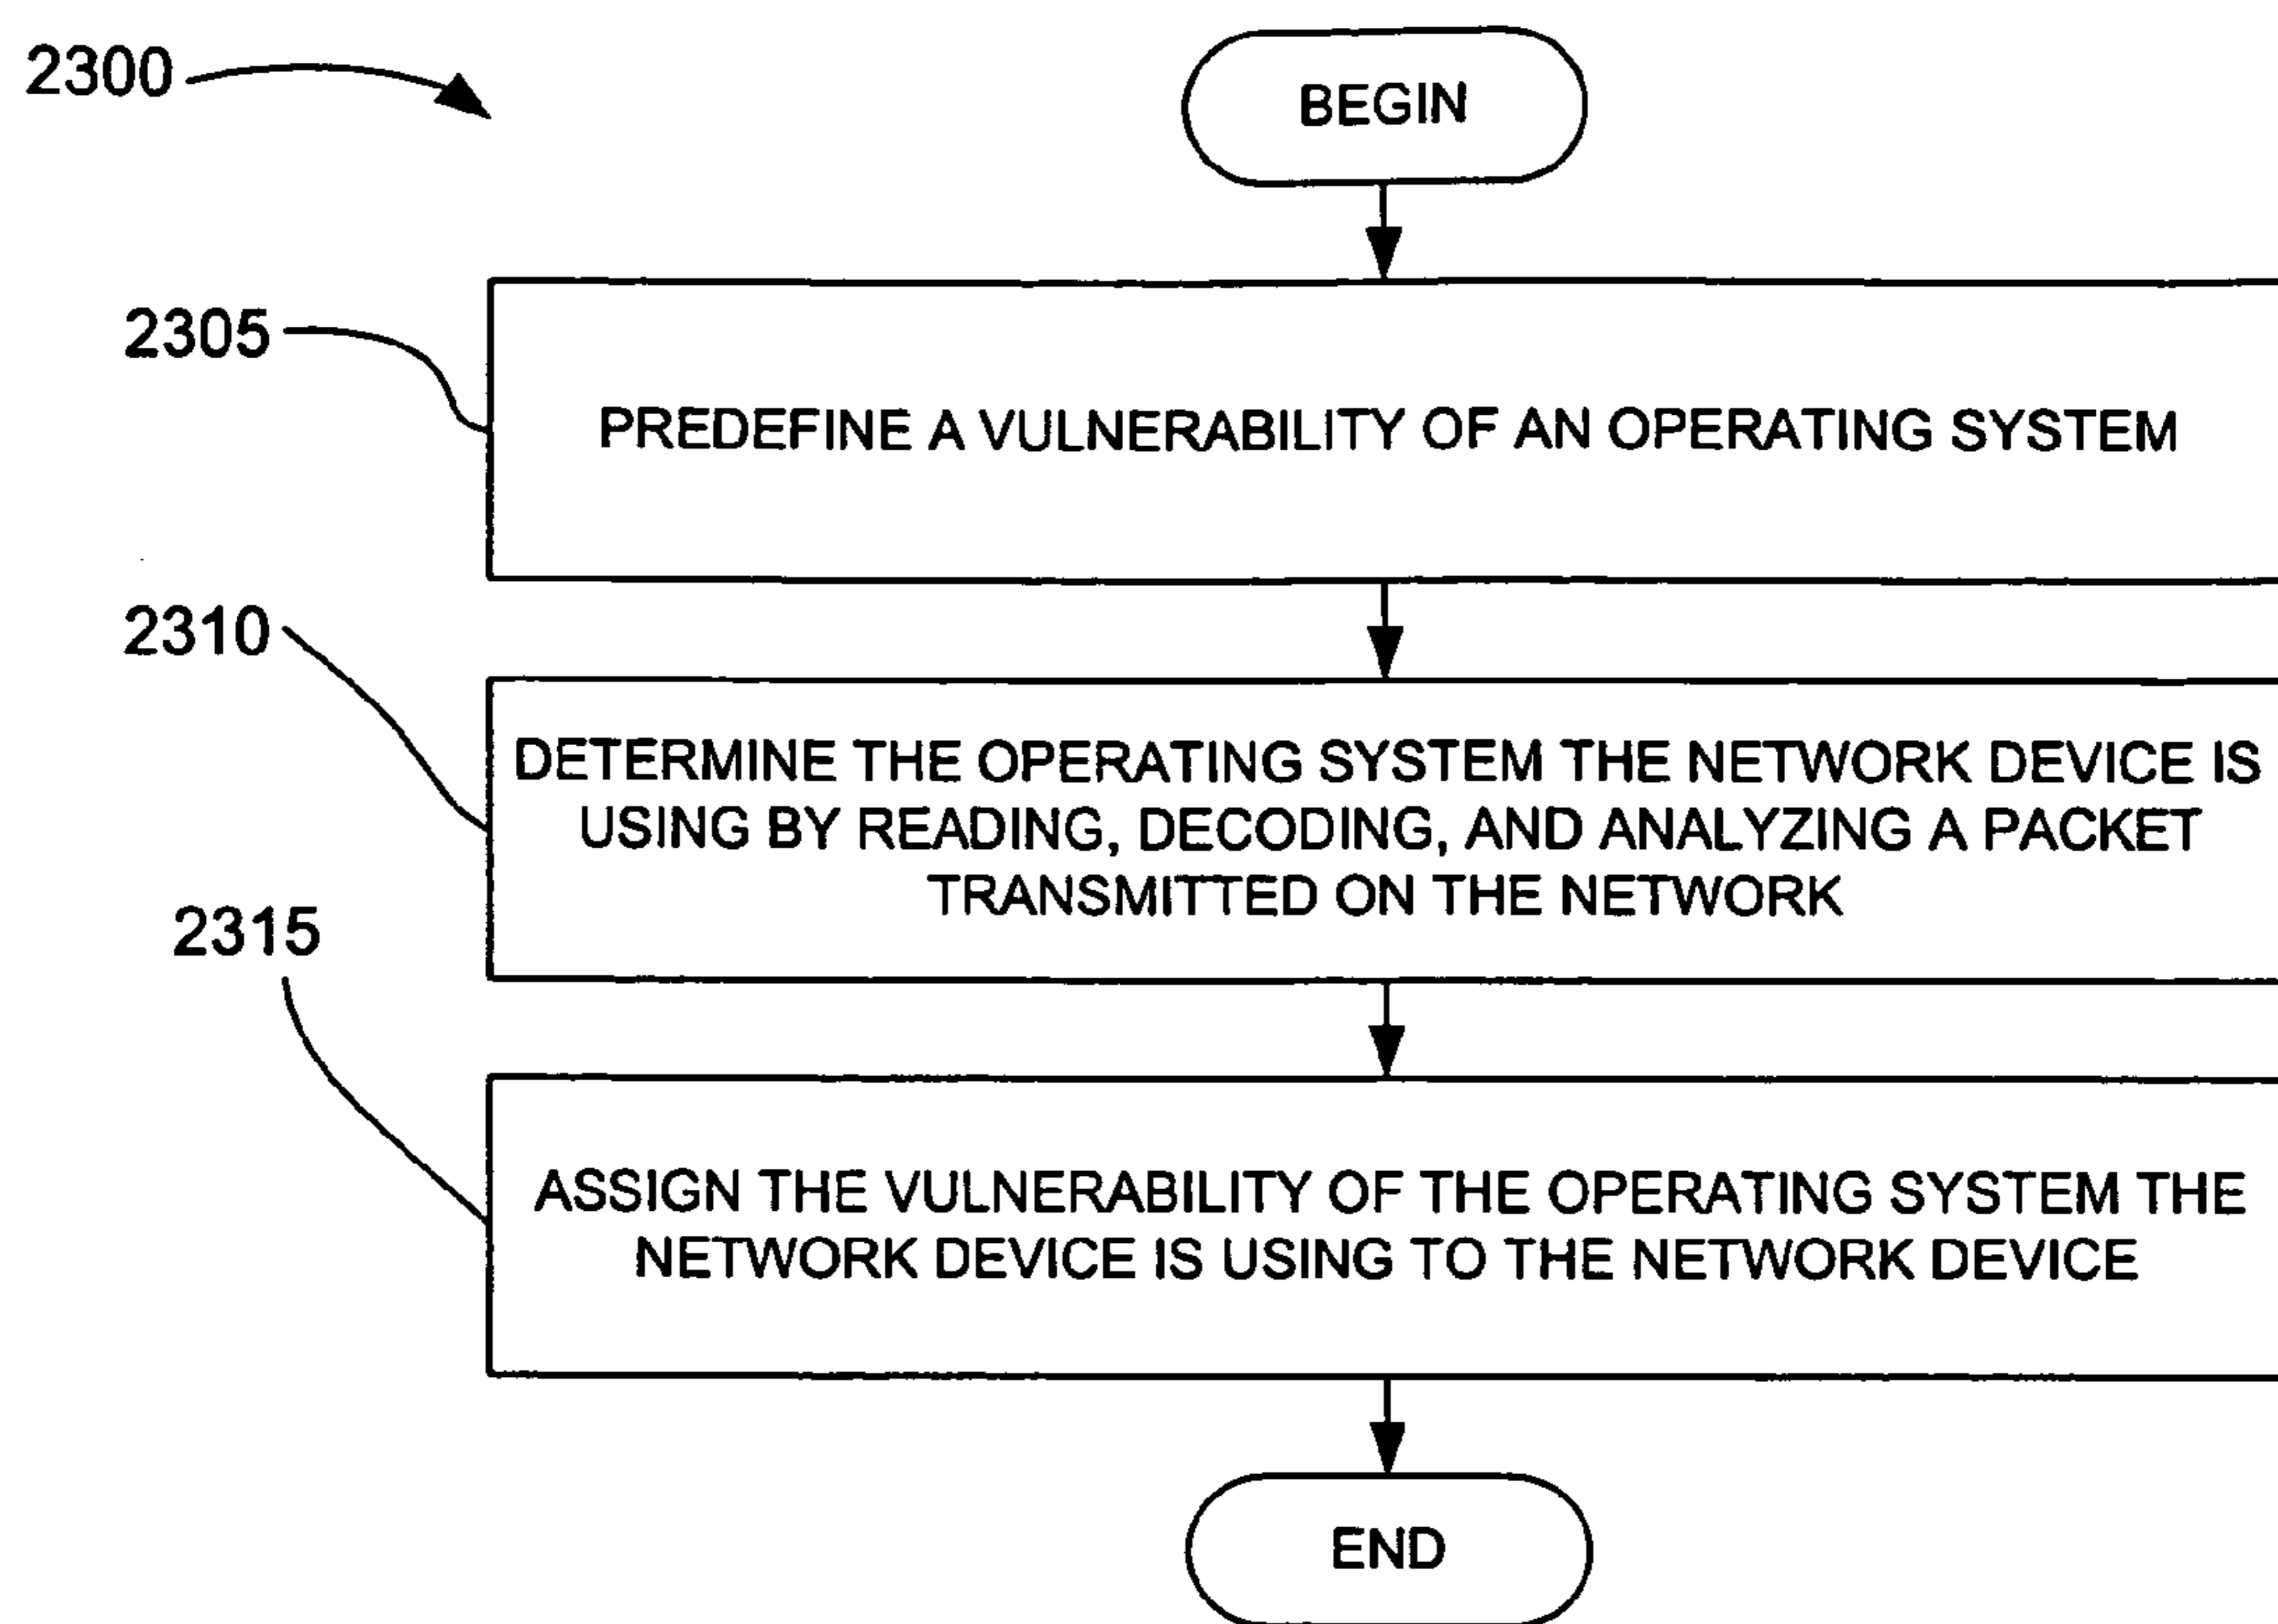 2300
BEGIN
2305
PREDEFINE A VULNERABILITY OF AN OPERATING SYSTEM
2310
DETERMINE THE OPERATING SYSTEM THE NETWORK DEVICE IS
USING BY READING, DECODING, AND ANALYZING A PACKET
TRANSMITTED ON THE NETWORK
2315
ASSIGN THE VULNERABILITY OF THE OPERATING SYSTEM THE
NETWORK DEVICE IS USING TO THE NETWORK DEVICE
END